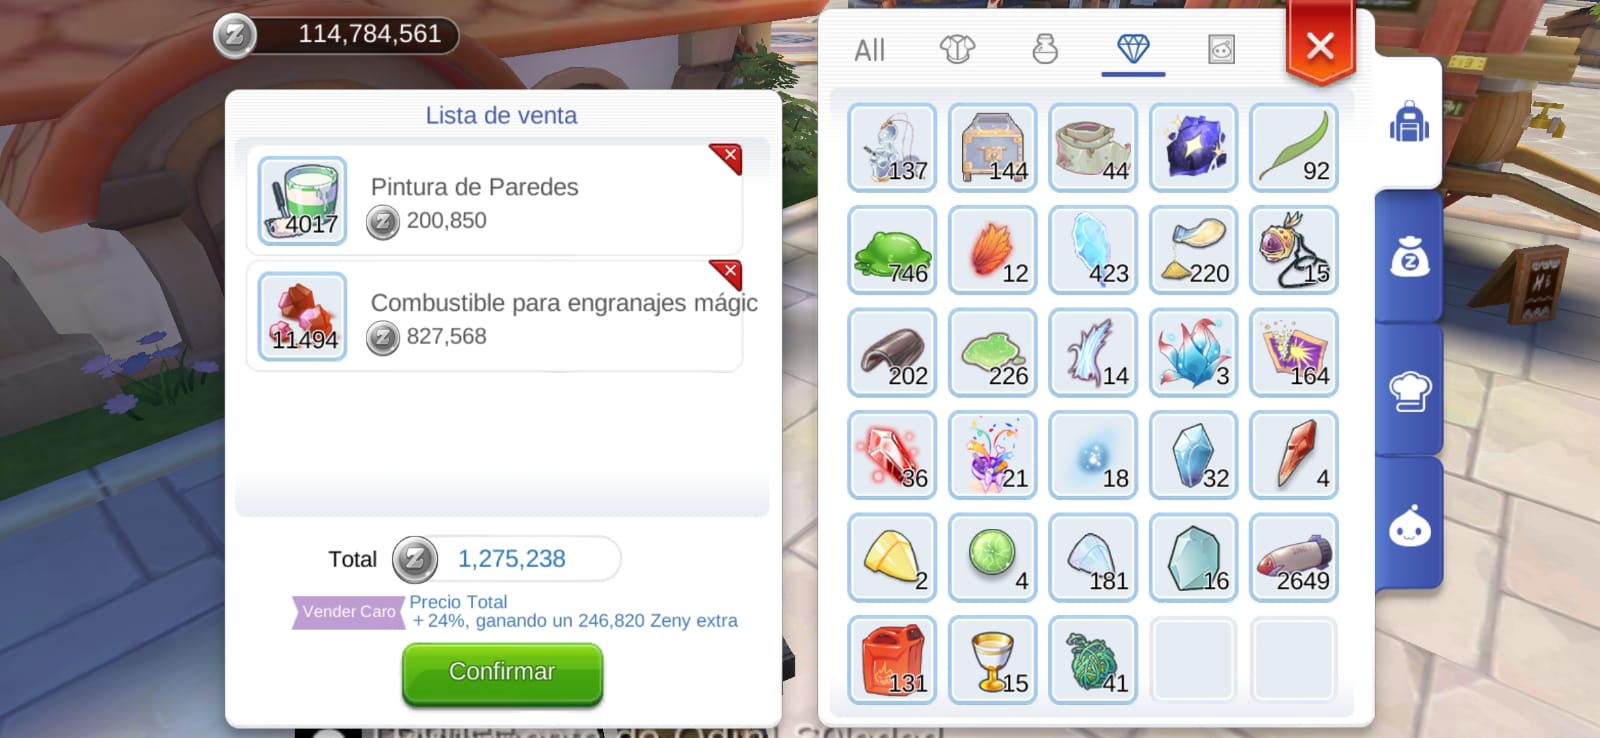 114,784,561
Lista de venta
4017
Pintura de Paredes
200,850
11494
Combustible para engranajes mágic
827,568
Total 1,275,238
Vender Caro
Precio Total
+24%, ganando un 246,820 Zeny extra
Confirmar
All
137 144 44 92
746 12 423 220 15
202 226 14 3 164
36 21 18 32 4
2 4 181 16 2649
131 15 41